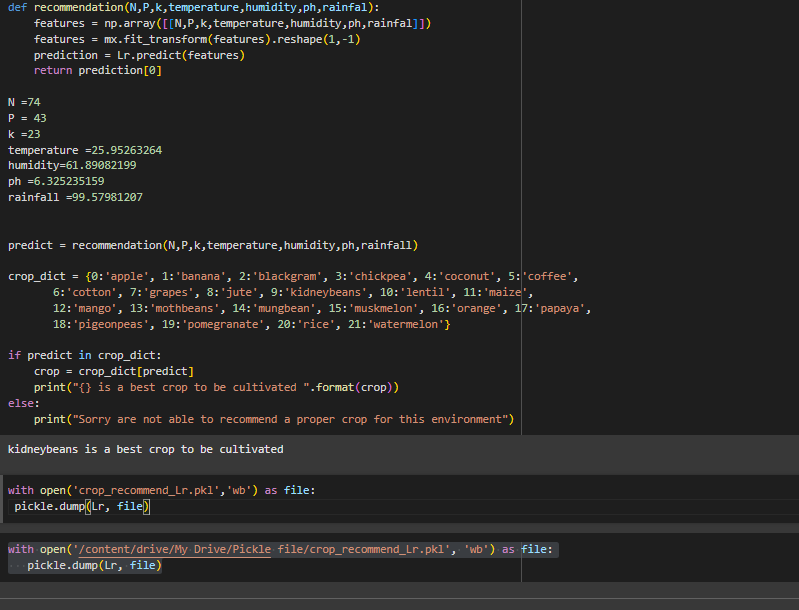 def recommendation(N,P,k,temperature,humidity,ph,rainfal):
    features = np.array([[N,P,k,temperature,humidity,ph,rainfal]])
    features = mx.fit_transform(features).reshape(1,-1)
    prediction = Lr.predict(features)
    return prediction[0]
N =74
P = 43
k =23
temperature =25.95263264
humidity=61.89082199
ph =6.325235159
rainfall =99.57981207
predict = recommendation(N,P,k,temperature,humidity,ph,rainfall)
crop_dict = {0:'apple', 1:'banana', 2:'blackgram', 3:'chickpea', 4:'coconut', 5:'coffee',
       6:'cotton', 7:'grapes', 8:'jute', 9:'kidneybeans', 10:'lentil', 11:'maize',
       12:'mango', 13:'mothbeans', 14:'mungbean', 15:'muskmelon', 16:'orange', 17:'papaya',
       18:'pigeonpeas', 19:'pomegranate', 20:'rice', 21:'watermelon'}
if predict in crop_dict:
    crop = crop_dict[predict]
    print("{} is a best crop to be cultivated ".format(crop))
else:
    print("Sorry are not able to recommend a proper crop for this environment")
kidneybeans is a best crop to be cultivated
with open('crop_recommend_Lr.pkl','wb') as file:
 pickle.dump(Lr, file)
with open('/content/drive/My Drive/Pickle file/crop_recommend_Lr.pkl', 'wb') as file:
   pickle.dump(Lr, file)